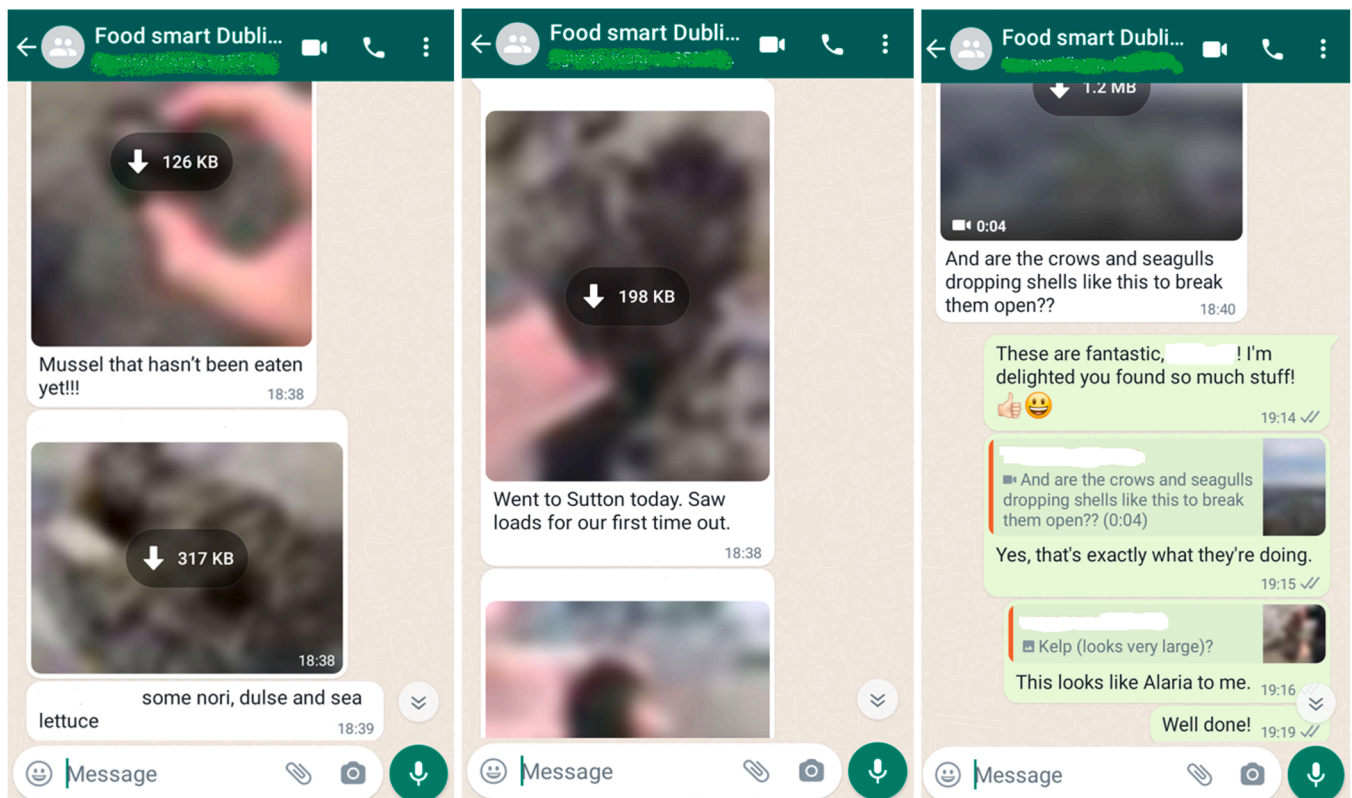 Food smart Dubli...
126 KB
Mussel that hasn't been eaten
yet!!!
18:38
317 KB
18:38
some nori, dulse and sea
lettuce
18:39
Message
Food smart Dubli...
198 KB
Went to Sutton today. Saw
loads for our first time out.
18:38
Message
Food smart Dubli...
1.2 MB
0:04
And are the crows and seagulls
dropping shells like this to break
them open??
18:40
These are fantastic, ! I'm
delighted you found so much stuff!
👍🏻😃
19:14
And are the crows and seagulls
dropping shells like this to break
them open?? (0:04)
Yes, that's exactly what they're doing.
19:15
Kelp (looks very large)?
This looks like Alaria to me.
19:16
Well done!
19:19
Message